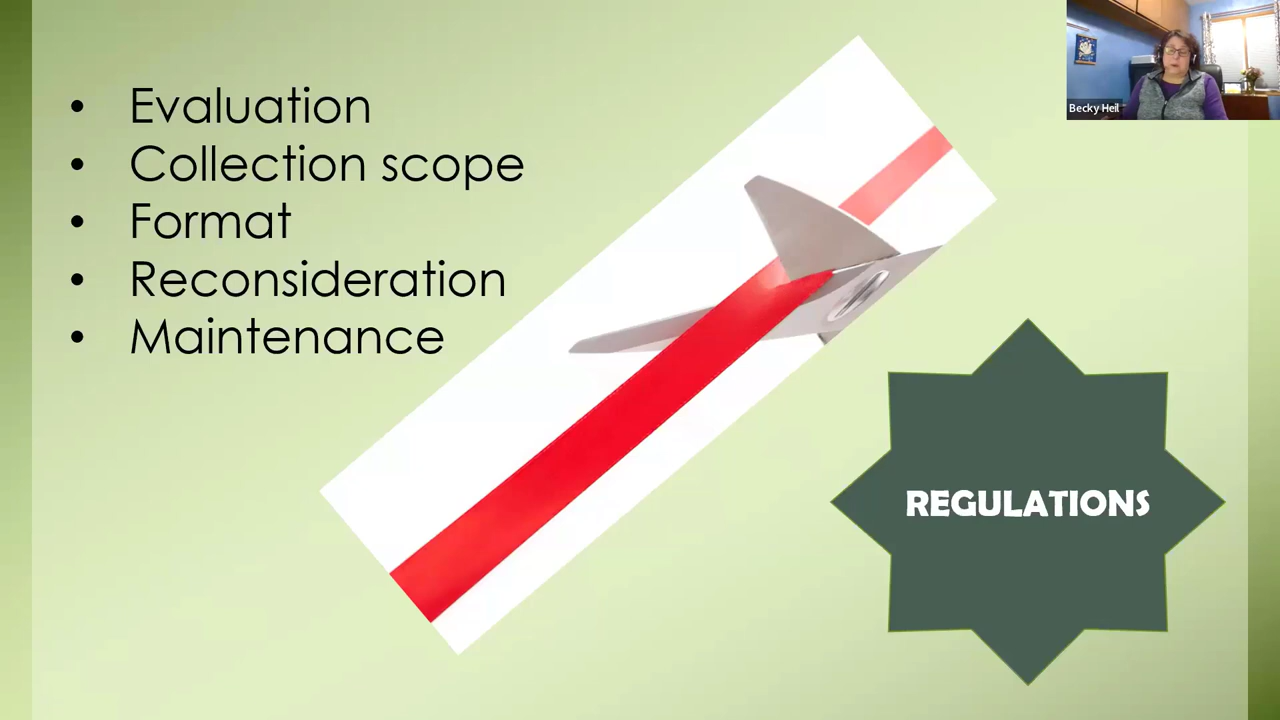 • Evaluation
• Collection scope
• Format
• Reconsideration
• Maintenance
REGULATIONS
Becky Heil